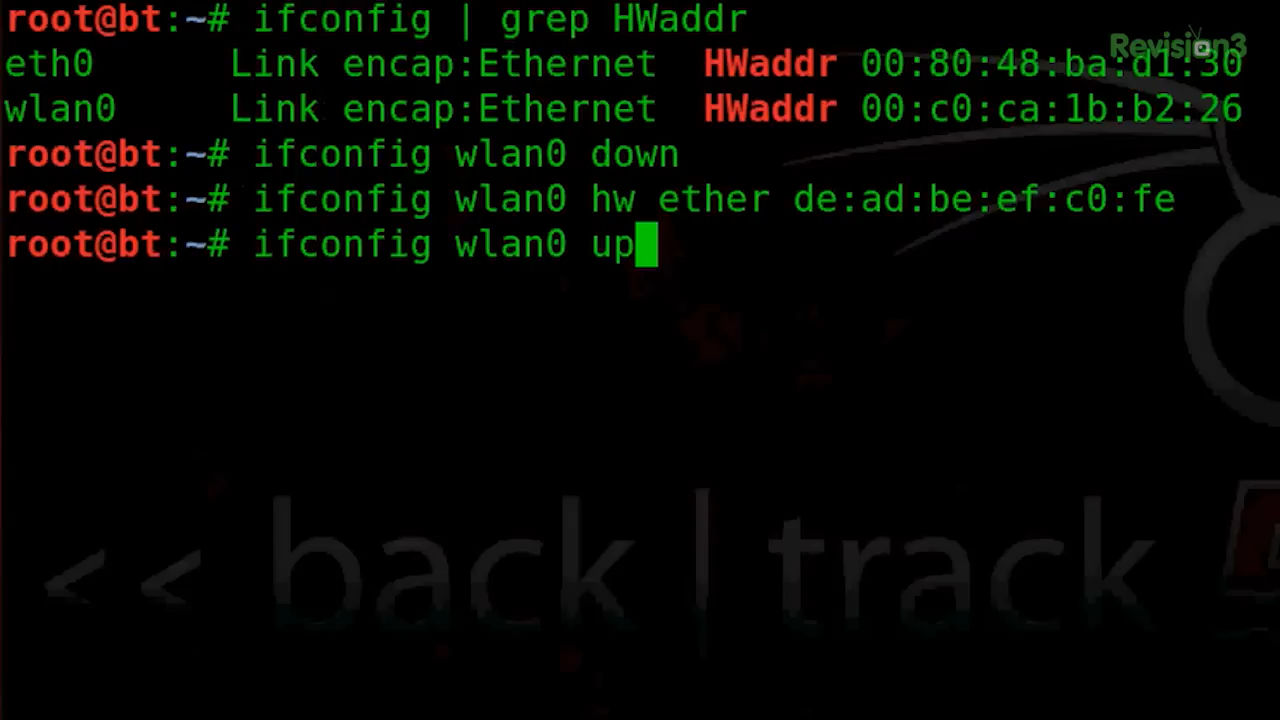 root@bt:~# ifconfig | grep HWaddr
Revision3
eth0      Link encap:Ethernet  HWaddr 00:80:48:ba:d1:30
wlan0     Link encap:Ethernet  HWaddr 00:c0:ca:1b:b2:26
root@bt:~# ifconfig wlan0 down
root@bt:~# ifconfig wlan0 hw ether de:ad:be:ef:c0:fe
root@bt:~# ifconfig wlan0 up
<< back | track